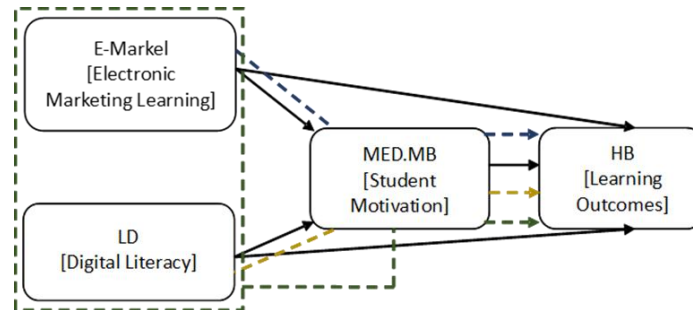 E-Markel
[Electronic
Marketing Learning]
MED.MB
[Student
Motivation]
HB
[Learning
Outcomes]
LD
[Digital Literacy]